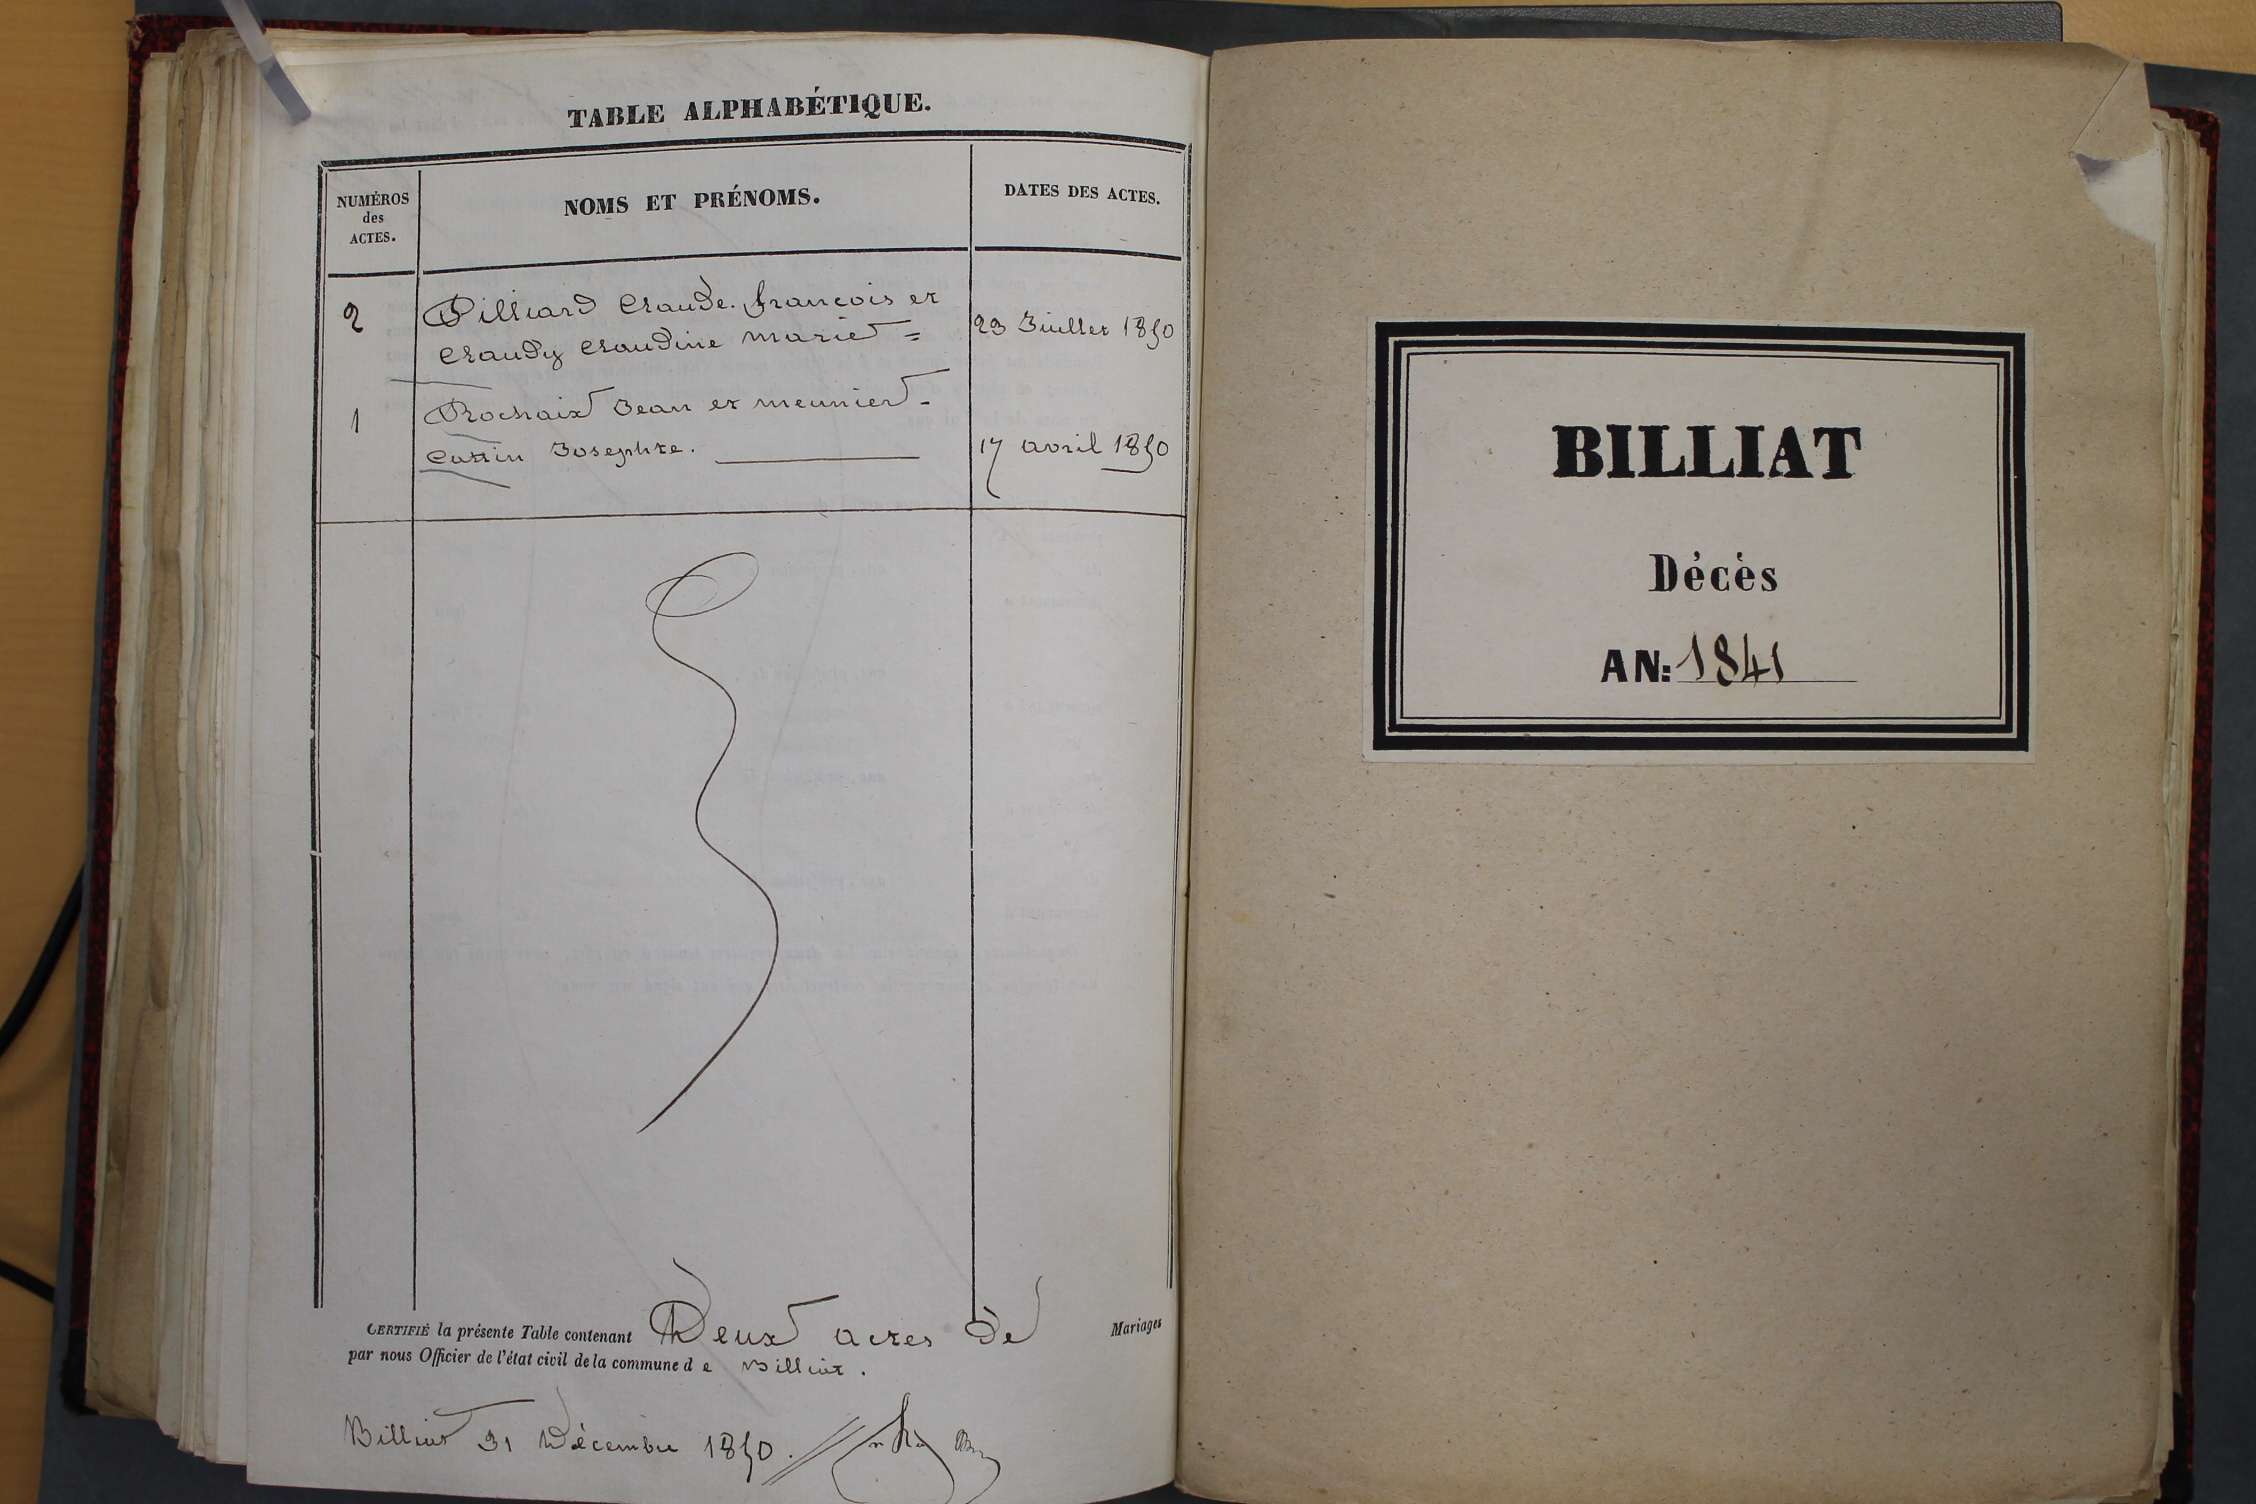 TABLE ALPHABÉTIQUE.
NUMÉROS
des
ACTES.
NOMS ET PRÉNOMS.
DATES DES ACTES.
2
Billiard Claude. françois et
Claudy Claudine marie =
23 Juillet 1850
1
Rochaix Jean et meunier -
Cattin Josephte.
17 avril 1850
CERTIFIÉ la présente Table contenant Deux actes de Mariages
par nous Officier de l'état civil de la commune d e Billiat.
Billiat 31 Décembre 1850.
BILLIAT
Décès
AN: 1841